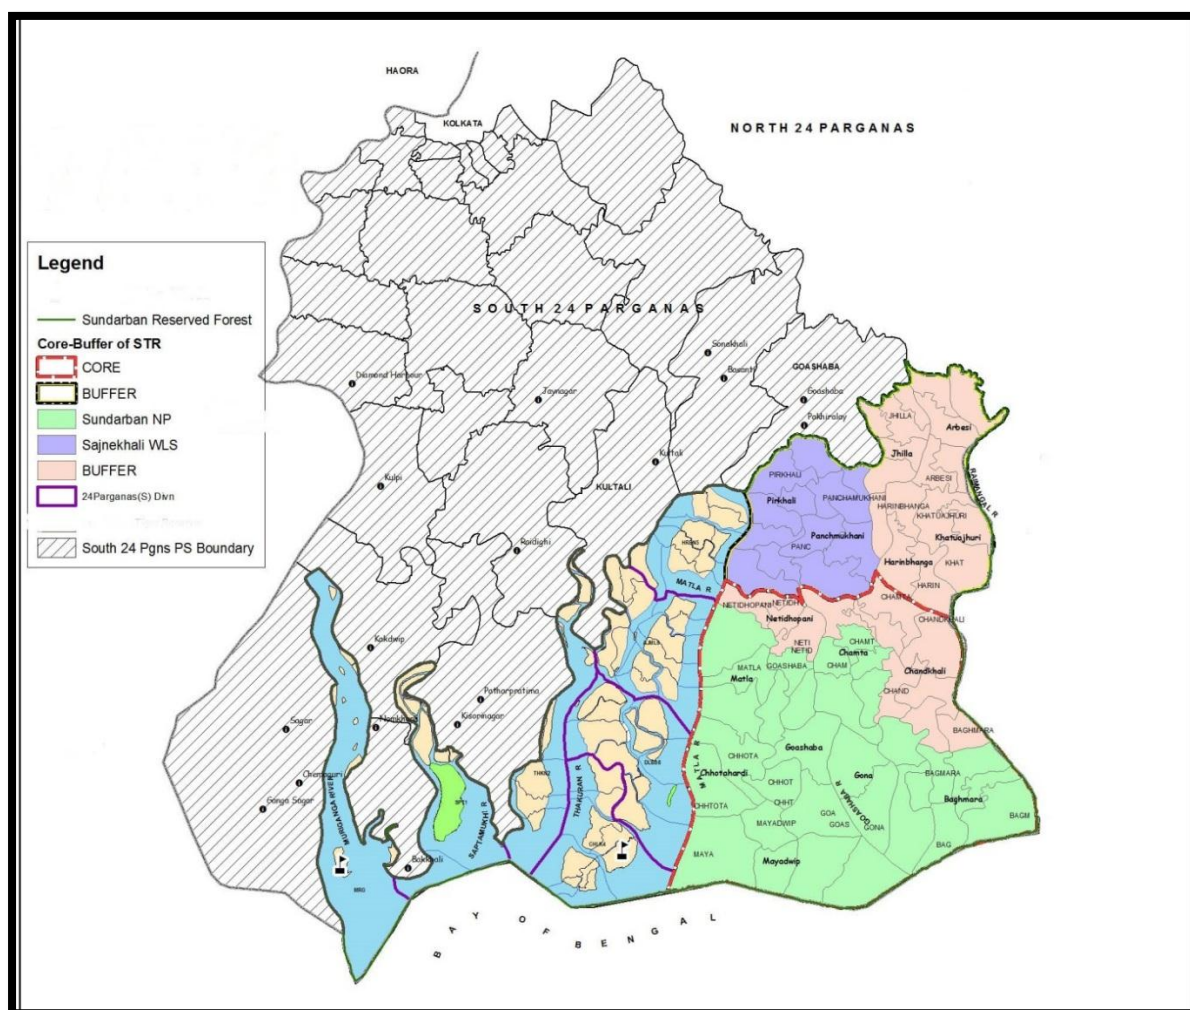 HAORA
KOLKATA
NORTH 24 PARGANAS
Legend
Sundarban Reserved Forest
Core-Buffer of STR
CORE
BUFFER
Sundarban NP
Sajnekhali WLS
BUFFER
24Parganas(S) Divn
South 24 Pgns PS Boundary
SOUTH 24 PARGANAS
Sonakhali
Basanti
GOASHABA
Goashaba
Pakhiralay
Diamond Harbour
Jaynagar
Kultali
KULTALI
Kulpi
Raidighi
JHILLA
Arbesi
Jhilla
ARBESI
RAIMANGAL R
PIRKHALI
Pirkhali
PANCHAMUKHANI
HARINBHANGA
KHATUAJHURI
Panchmukhani
Khatuajhuri
PANC
Harinbhanga
KHAT
HARIN
MATLA R
NETIDHOPANI
Netidhopani
CHAMTA
CHANDKHALI
NETI
NETID
CHAMT
Chamta
MATLA
GOASHABA
CHAM
Chandkhali
Matla
CHAND
BAGHMARA
Kakdwip
Patharpratima
Sagar
Namkhana
Kisorinagar
Chemaguri
Ganga Sagar
MURIGANGA RIVER
SAPTAMUKHI R
THAKURAN R
MATLA R
CHHOTA
Goashaba
Chhotahardi
CHHOT
Gona
BAGMARA
CHHTOTA
CHHT
GOA
GOASHABA R
Baghmara
MAYADWIP
GOAS
GONA
BAGM
MAYA
Mayadwip
BAG
Bakkhali
BAY OF BENGAL